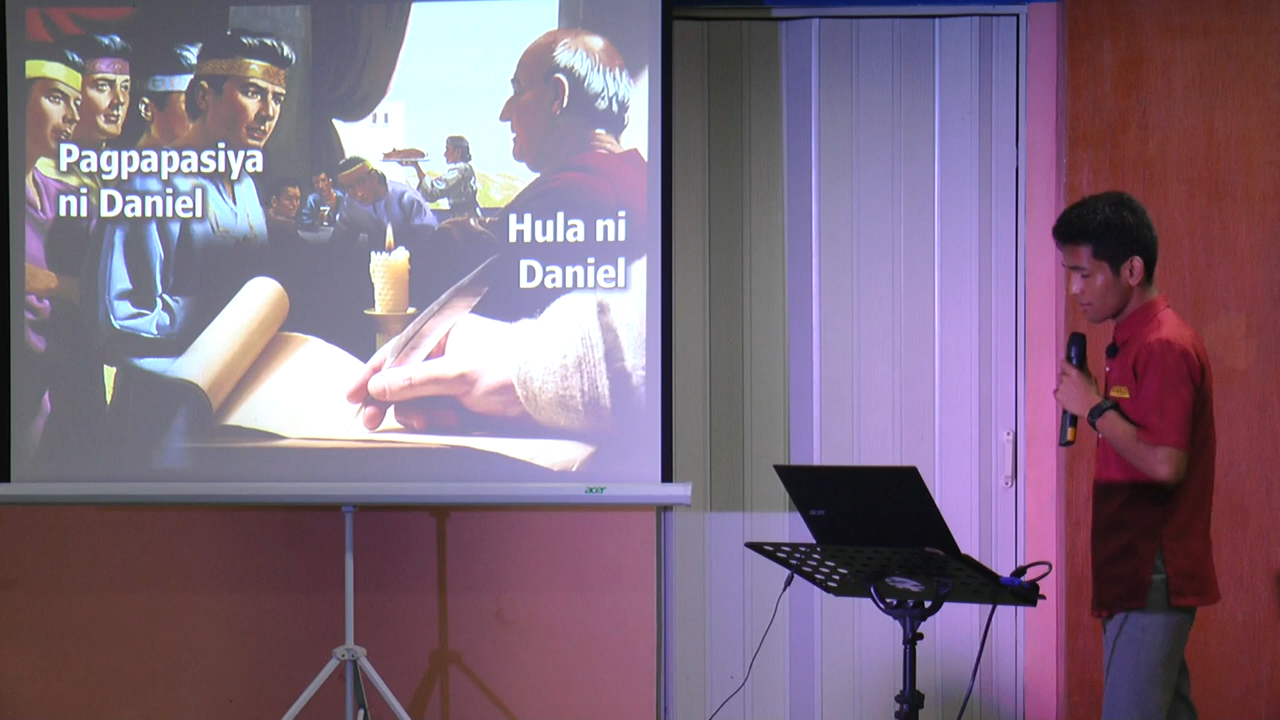 Pagpapasiya
ni Daniel
Hula ni
Daniel
acer